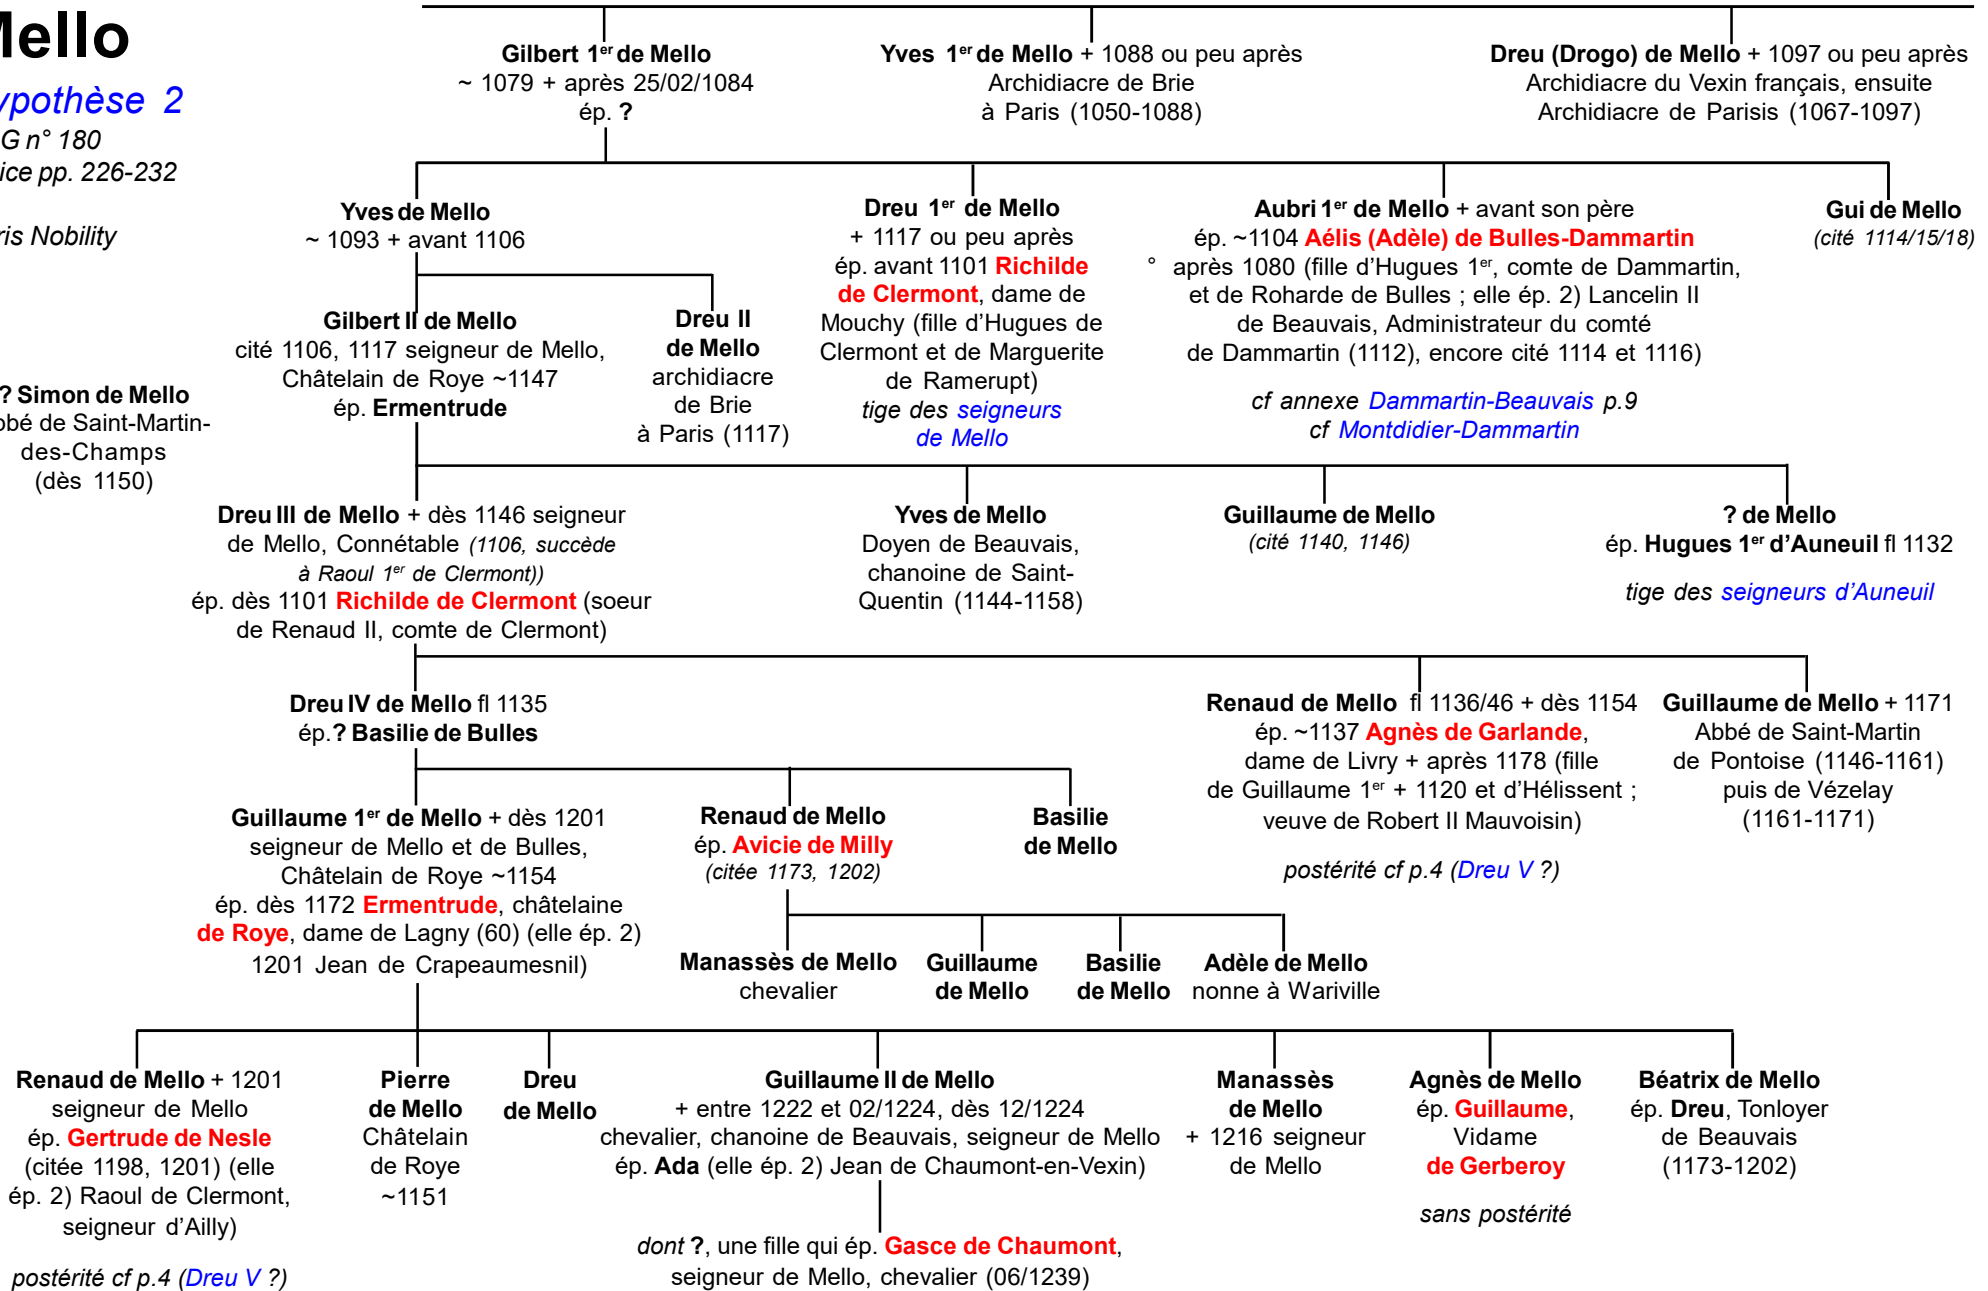 Mello
ypothèse 2
G n° 180
ice pp. 226-232
ris Nobility
Gilbert 1er de Mello
~ 1079 + après 25/02/1084
ép. ?
Yves 1er de Mello + 1088 ou peu après
Archidiacre de Brie
à Paris (1050-1088)
Dreu (Drogo) de Mello + 1097 ou peu après
Archidiacre du Vexin français, ensuite
Archidiacre de Parisis (1067-1097)
Yves de Mello
~ 1093 + avant 1106
Dreu 1er de Mello
+ 1117 ou peu après
ép. avant 1101 Richilde
de Clermont, dame de
Mouchy (fille d’Hugues de
Clermont et de Marguerite
de Ramerupt)
tige des seigneurs
de Mello
Aubri 1er de Mello + avant son père
ép. ~1104 Aélis (Adèle) de Bulles-Dammartin
° après 1080 (fille d’Hugues 1er, comte de Dammartin,
et de Roharde de Bulles ; elle ép. 2) Lancelin II
de Beauvais, Administrateur du comté
de Dammartin (1112), encore cité 1114 et 1116)
cf annexe Dammartin-Beauvais p.9
cf Montdidier-Dammartin
Gui de Mello
(cité 1114/15/18)
Gilbert II de Mello
cité 1106, 1117 seigneur de Mello,
Châtelain de Roye ~1147
ép. Ermentrude
Dreu II
de Mello
archidiacre
de Brie
à Paris (1117)
? Simon de Mello
bbé de Saint-Martin-
des-Champs
(dès 1150)
Dreu III de Mello + dès 1146 seigneur
de Mello, Connétable (1106, succède
à Raoul 1er de Clermont))
ép. dès 1101 Richilde de Clermont (soeur
de Renaud II, comte de Clermont)
Yves de Mello
Doyen de Beauvais,
chanoine de Saint-
Quentin (1144-1158)
Guillaume de Mello
(cité 1140, 1146)
? de Mello
ép. Hugues 1er d’Auneuil fl 1132
tige des seigneurs d’Auneuil
Dreu IV de Mello fl 1135
ép.? Basilie de Bulles
Renaud de Mello fl 1136/46 + dès 1154
ép. ~1137 Agnès de Garlande,
dame de Livry + après 1178 (fille
de Guillaume 1er + 1120 et d’Hélissent ;
veuve de Robert II Mauvoisin)
postérité cf p.4 (Dreu V ?)
Guillaume de Mello + 1171
Abbé de Saint-Martin
de Pontoise (1146-1161)
puis de Vézelay
(1161-1171)
Guillaume 1er de Mello + dès 1201
seigneur de Mello et de Bulles,
Châtelain de Roye ~1154
ép. dès 1172 Ermentrude, châtelaine
de Roye, dame de Lagny (60) (elle ép. 2)
1201 Jean de Crapeaumesnil)
Renaud de Mello
ép. Avicie de Milly
(citée 1173, 1202)
Basilie
de Mello
Manassès de Mello
chevalier
Guillaume
de Mello
Basilie
de Mello
Adèle de Mello
nonne à Wariville
Renaud de Mello + 1201
seigneur de Mello
ép. Gertrude de Nesle
(citée 1198, 1201) (elle
ép. 2) Raoul de Clermont,
seigneur d’Ailly)
postérité cf p.4 (Dreu V ?)
Pierre
de Mello
Châtelain
de Roye
~1151
Dreu
de Mello
Guillaume II de Mello
+ entre 1222 et 02/1224, dès 12/1224
chevalier, chanoine de Beauvais, seigneur de Mello
ép. Ada (elle ép. 2) Jean de Chaumont-en-Vexin)
dont ?, une fille qui ép. Gasce de Chaumont,
seigneur de Mello, chevalier (06/1239)
Manassès
de Mello
+ 1216 seigneur
de Mello
Agnès de Mello
ép. Guillaume,
Vidame
de Gerberoy
sans postérité
Béatrix de Mello
ép. Dreu, Tonloyer
de Beauvais
(1173-1202)